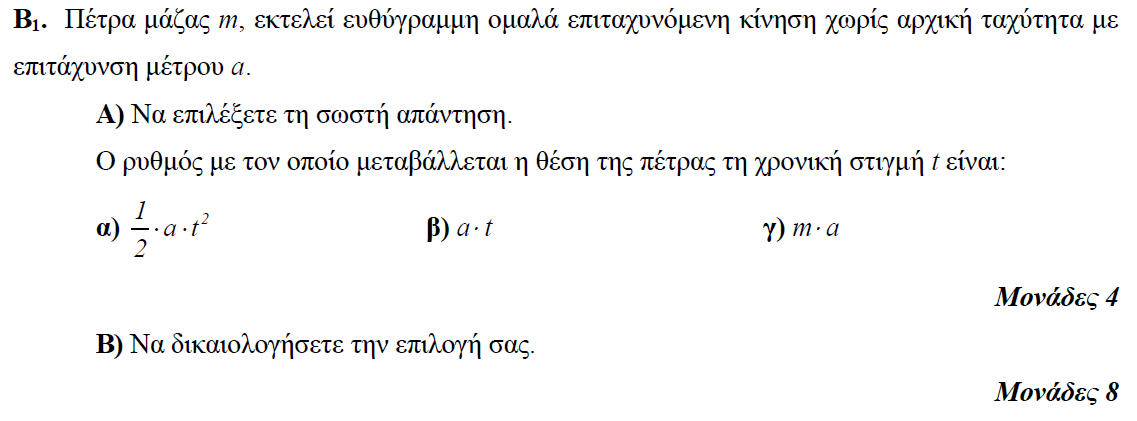 Β₁. Πέτρα μάζας m, εκτελεί ευθύγραμμη ομαλά επιταχυνόμενη κίνηση χωρίς αρχική ταχύτητα με
επιτάχυνση μέτρου a.
Α) Να επιλέξετε τη σωστή απάντηση.
Ο ρυθμός με τον οποίο μεταβάλλεται η θέση της πέτρας τη χρονική στιγμή t είναι:
α) 1/2 · a · t² β) a · t γ) m · a
Μονάδες 4
Β) Να δικαιολογήσετε την επιλογή σας.
Μονάδες 8